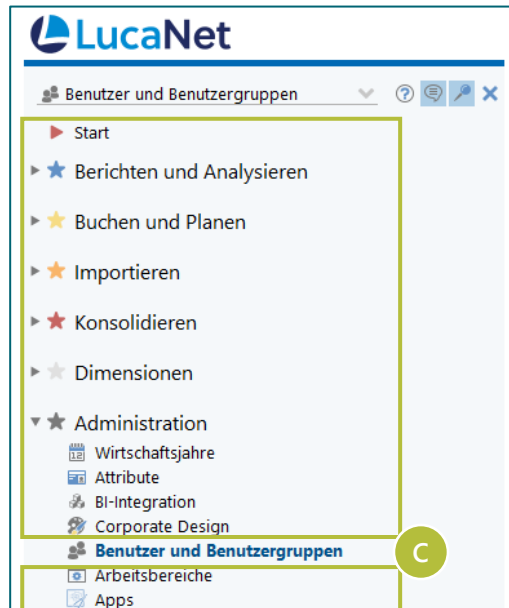 LucaNet
Benutzer und Benutzergruppen
Start
Berichten und Analysieren
Buchen und Planen
Importieren
Konsolidieren
Dimensionen
Administration
12 Wirtschaftsjahre
Attribute
BI-Integration
Corporate Design
Benutzer und Benutzergruppen C
Arbeitsbereiche
Apps